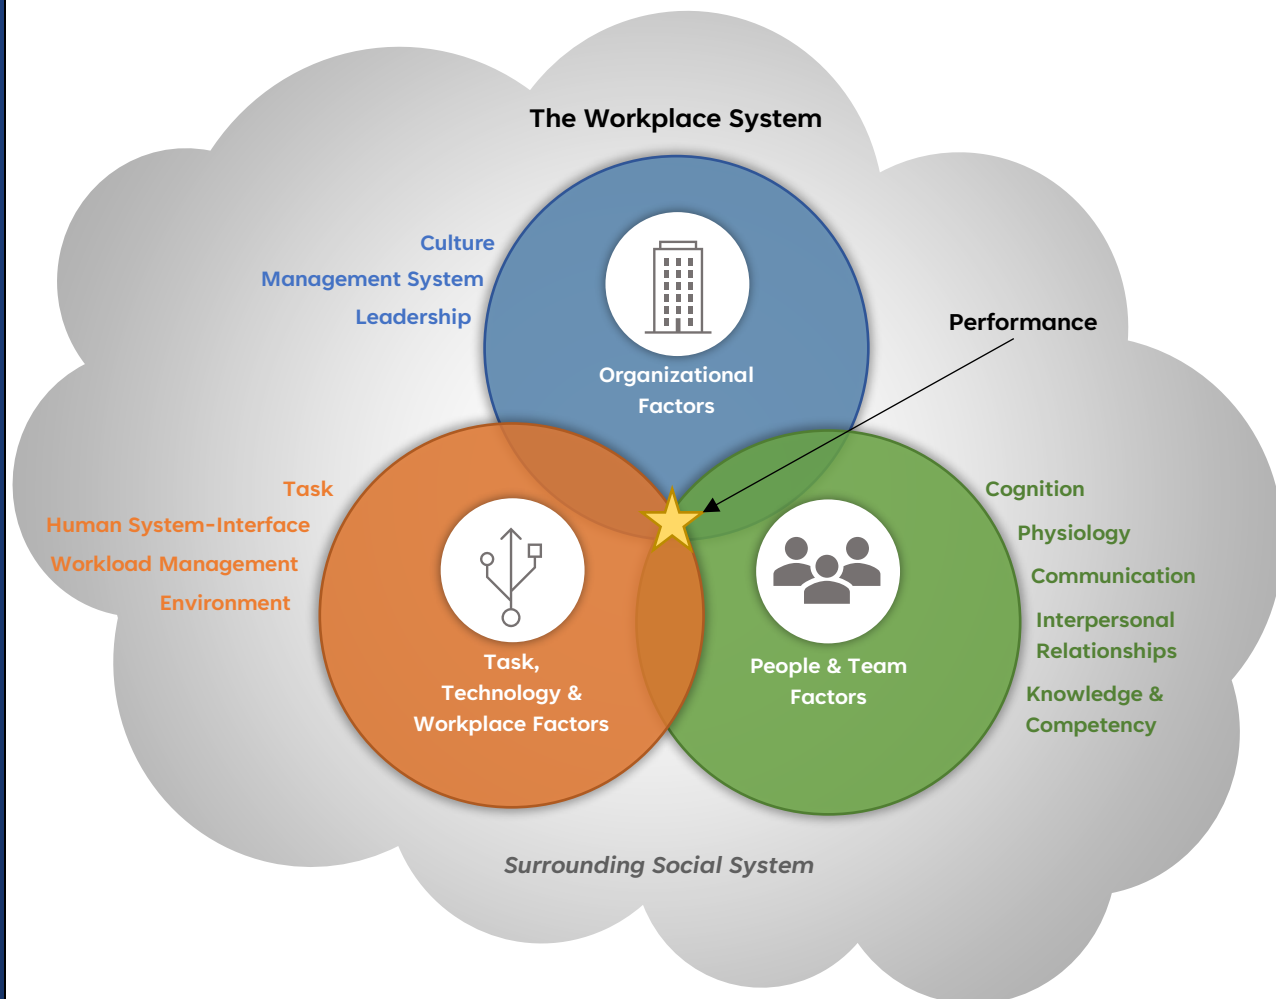 The Workplace System
Culture
Management System
Leadership
Organizational
Factors
Performance
Task
Human System-Interface
Workload Management
Environment
Task,
Technology &
Workplace Factors
People & Team
Factors
Cognition
Physiology
Communication
Interpersonal
Relationships
Knowledge &
Competency
Surrounding Social System